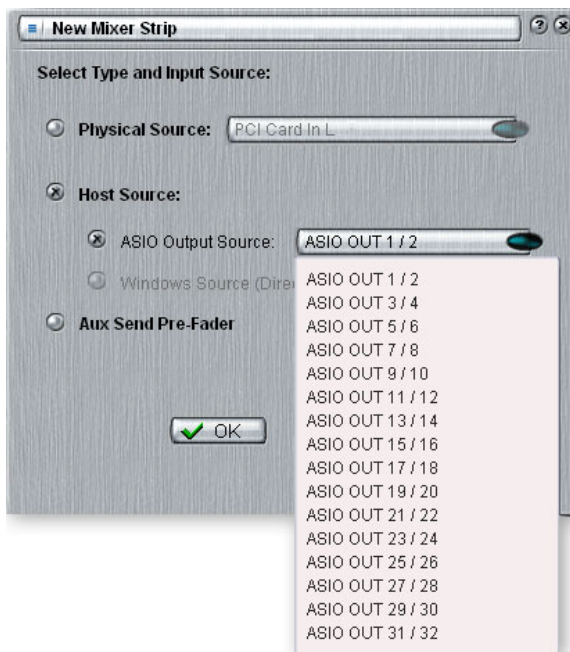 New Mixer Strip
Select Type and Input Source:
Physical Source: PCI Card In L
Host Source:
ASIO Output Source: ASIO OUT 1 / 2
Windows Source (Dire
ASIO OUT 1 / 2
ASIO OUT 3 / 4
ASIO OUT 5 / 6
ASIO OUT 7 / 8
ASIO OUT 9 / 10
ASIO OUT 11 / 12
ASIO OUT 13 / 14
ASIO OUT 15 / 16
ASIO OUT 17 / 18
ASIO OUT 19 / 20
ASIO OUT 21 / 22
ASIO OUT 23 / 24
ASIO OUT 25 / 26
ASIO OUT 27 / 28
ASIO OUT 29 / 30
ASIO OUT 31 / 32
Aux Send Pre-Fader
OK